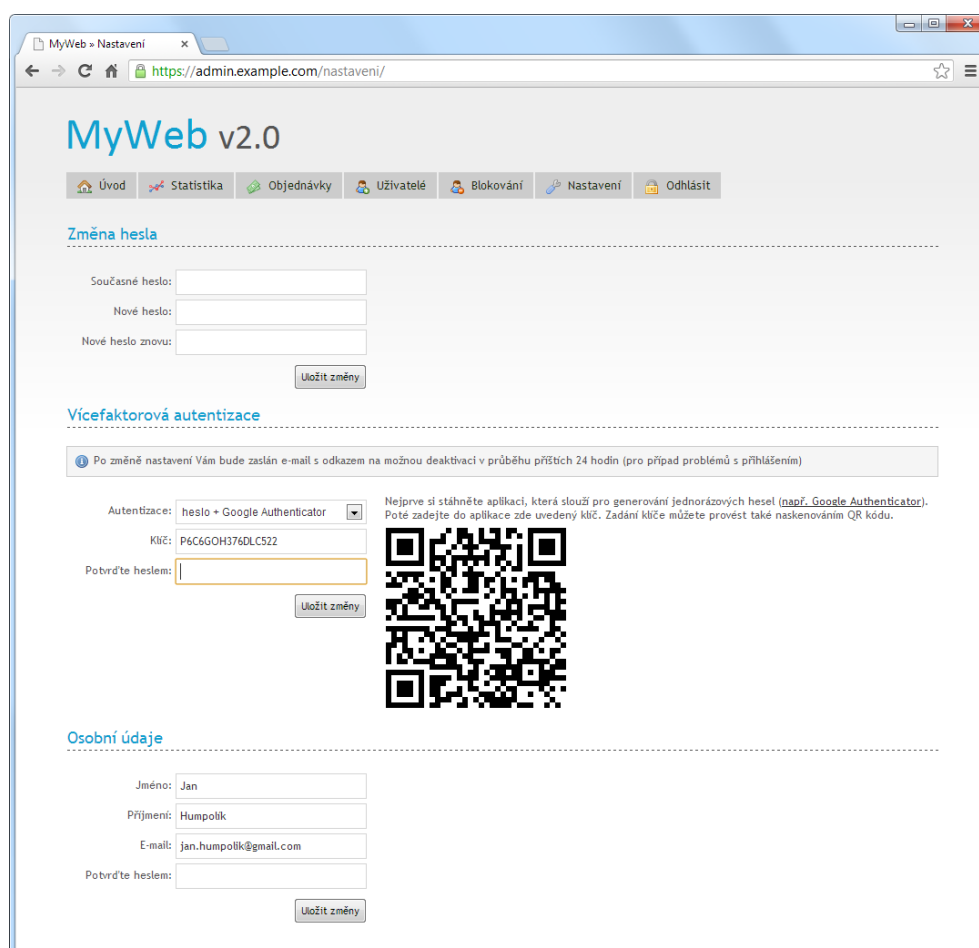 MyWeb » Nastavení
https://admin.example.com/nastaveni/
MyWeb v2.0
Úvod Statistika Objednávky Uživatelé Blokování Nastavení Odhlásit
Změna hesla
Současné heslo:
Nové heslo:
Nové heslo znovu:
Uložit změny
Vícefaktorová autentizace
Po změně nastavení Vám bude zaslán e-mail s odkazem na možnou deaktivaci v průběhu příštích 24 hodin (pro případ problémů s přihlášením)
Autentizace: heslo + Google Authenticator
Nejprve si stáhněte aplikaci, která slouží pro generování jednorázových hesel (např. Google Authenticator).
Poté zadejte do aplikace zde uvedený klíč. Zadání klíče můžete provést také naskenováním QR kódu.
Klíč: P6C6GOH376DLC522
Potvrďte heslem:
Uložit změny
Osobní údaje
Jméno: Jan
Příjmení: Humpolík
E-mail: jan.humpolik@gmail.com
Potvrďte heslem:
Uložit změny